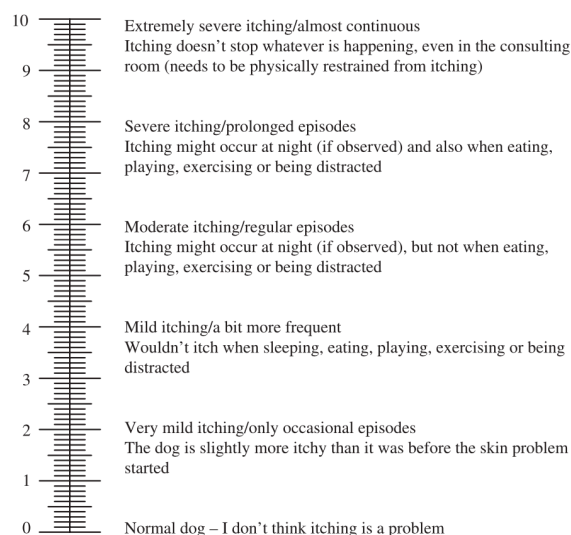 10
Extremely severe itching/almost continuous
Itching doesn't stop whatever is happening, even in the consulting
room (needs to be physically restrained from itching)
9
8
Severe itching/prolonged episodes
Itching might occur at night (if observed) and also when eating,
playing, exercising or being distracted
7
6
Moderate itching/regular episodes
Itching might occur at night (if observed), but not when eating,
playing, exercising or being distracted
5
4
Mild itching/a bit more frequent
Wouldn't itch when sleeping, eating, playing, exercising or being
distracted
3
2
Very mild itching/only occasional episodes
The dog is slightly more itchy than it was before the skin problem
started
1
0
Normal dog – I don't think itching is a problem